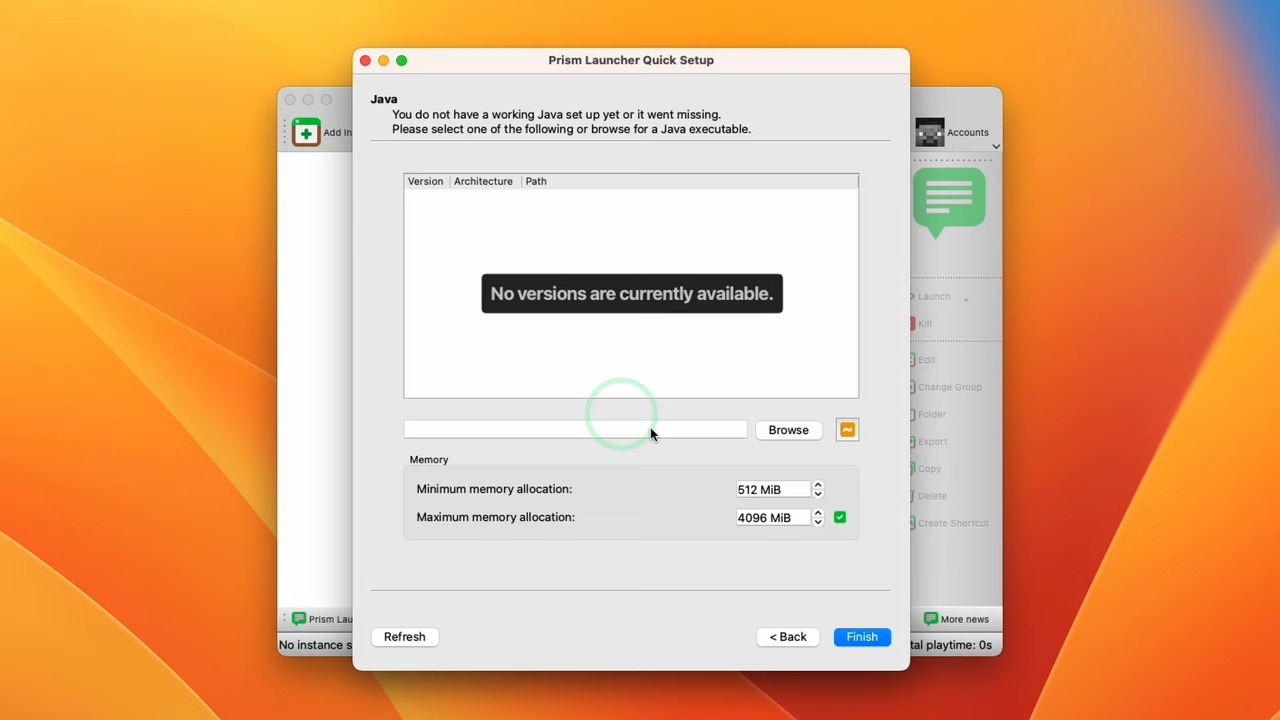 Prism Launcher Quick Setup
Java
You do not have a working Java set up yet or it went missing.
Please select one of the following or browse for a Java executable.
Version Architecture Path
No versions are currently available.
Browse
Memory
Minimum memory allocation: 512 MiB
Maximum memory allocation: 4096 MiB
Refresh < Back Finish
Add In
Accounts
Launch
Kill
Edit
Change Group
Folder
Export
Copy
Delete
Create Shortcut
Prism Lau
More news
No instance s
tal playtime: 0s